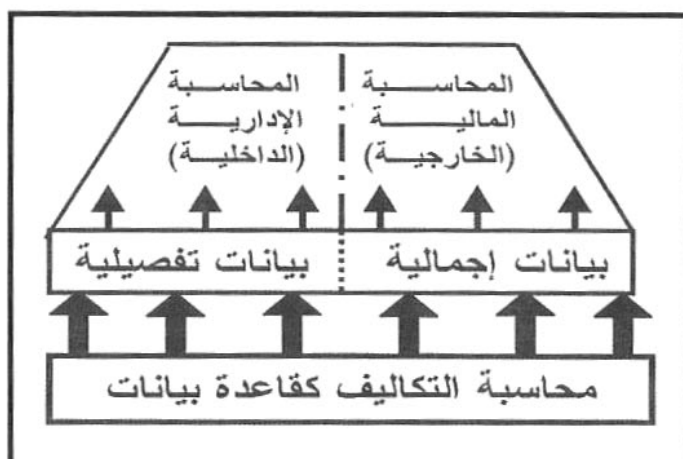 المحاسبة
المالية
(الخارجية)
المحاسبة
الإدارية
(الداخلية)
بيانات إجمالية
بيانات تفصيلية
محاسبة التكاليف كقاعدة بيانات